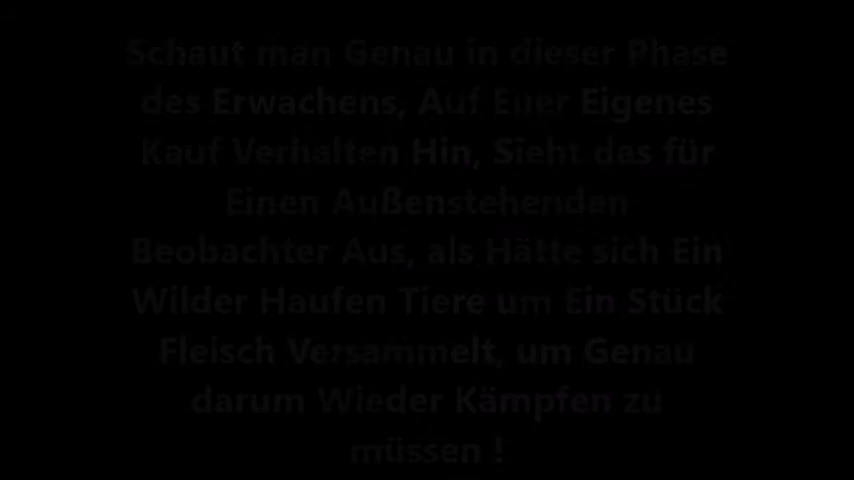 Schaut man Genau in dieser Phase
des Erwachens, Auf Euer Eigenes
Kauf Verhalten Hin, Sieht das für
Einen Außenstehenden
Beobachter Aus, als Hätte sich Ein
Wilder Haufen Tiere um Ein Stück
Fleisch Versammelt, um Genau
darum Wieder Kämpfen zu
müssen !